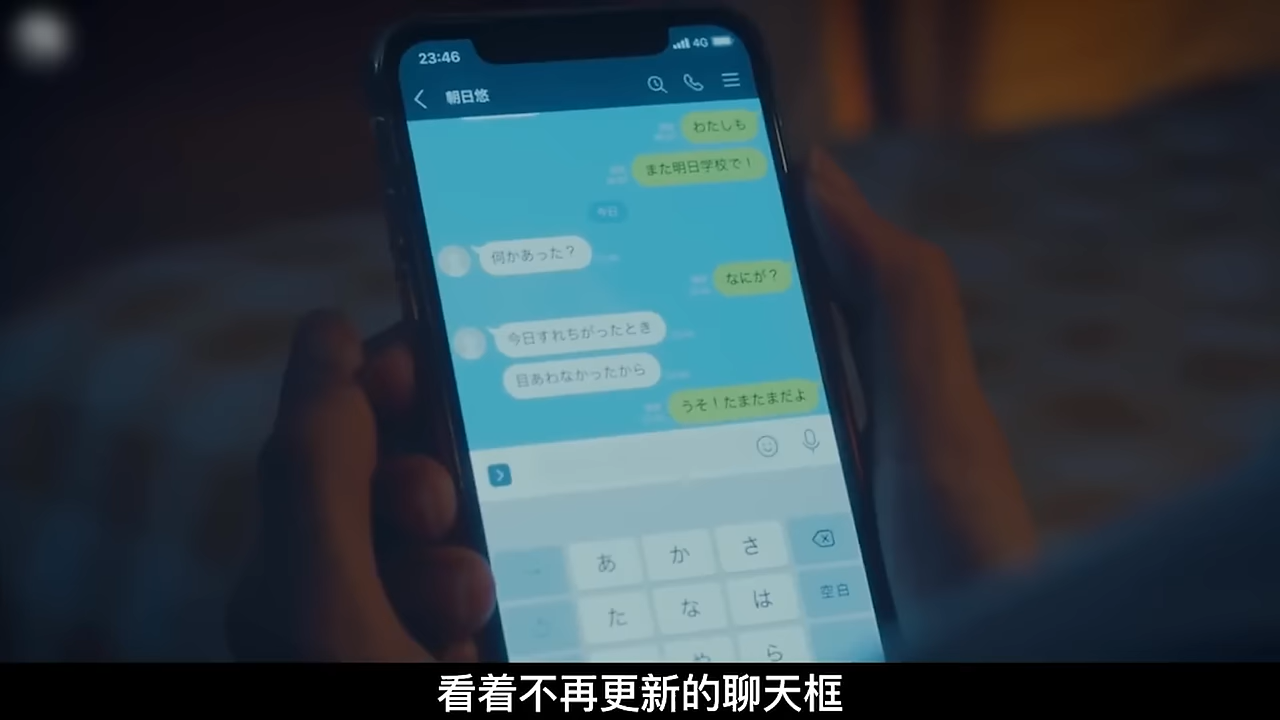 23:46
4G
朝日悠
わたしも
また明日学校で！
今日
何かあった？
なにが？
今日すれちがったとき
目あわなかったから
うそ！たまたまだよ
あ か さ
た な は 空白
や ら
看着不再更新的聊天框